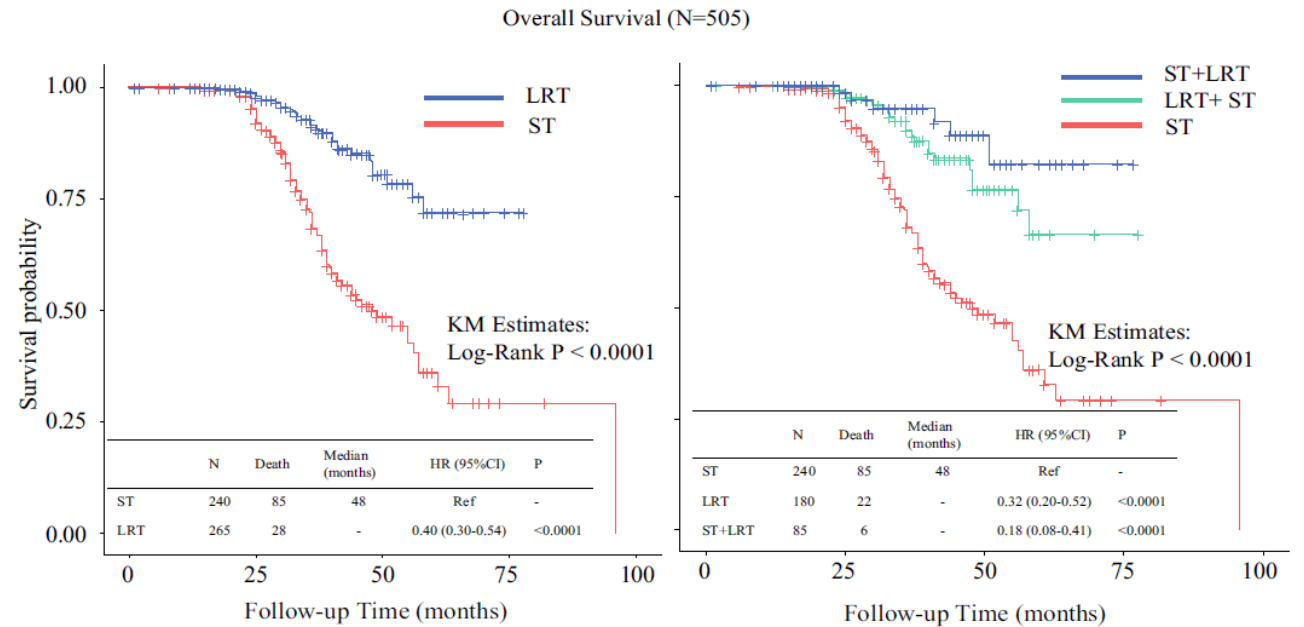 Overall Survival (N=505)
Survival probability
1.00
0.75
0.50
0.25
0.00
LRT
ST
KM Estimates:
Log-Rank P < 0.0001
N Death Median (months) HR (95%CI) P
ST 240 85 48 Ref -
LRT 265 28 - 0.40 (0.30-0.54) <0.0001
0 25 50 75 100
Follow-up Time (months)
ST+LRT
LRT+ ST
ST
KM Estimates:
Log-Rank P < 0.0001
N Death Median (months) HR (95%CI) P
ST 240 85 48 Ref -
LRT 180 22 - 0.32 (0.20-0.52) <0.0001
ST+LRT 85 6 - 0.18 (0.08-0.41) <0.0001
0 25 50 75 100
Follow-up Time (months)